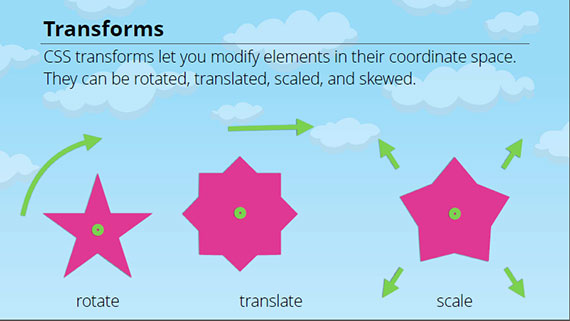 Transforms
CSS transforms let you modify elements in their coordinate space.
They can be rotated, translated, scaled, and skewed.
rotate translate scale